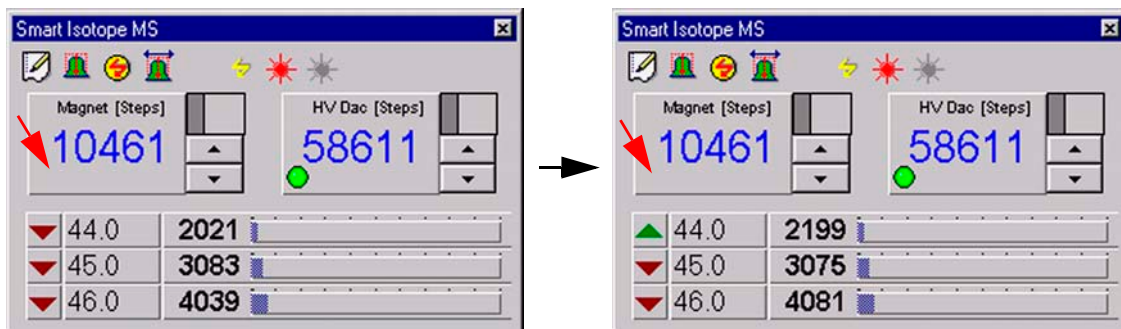 Smart Isotope MS
Magnet [Steps]
10461
HV Dac [Steps]
58611
44.0 2021
45.0 3083
46.0 4039
Smart Isotope MS
Magnet [Steps]
10461
HV Dac [Steps]
58611
44.0 2199
45.0 3075
46.0 4081